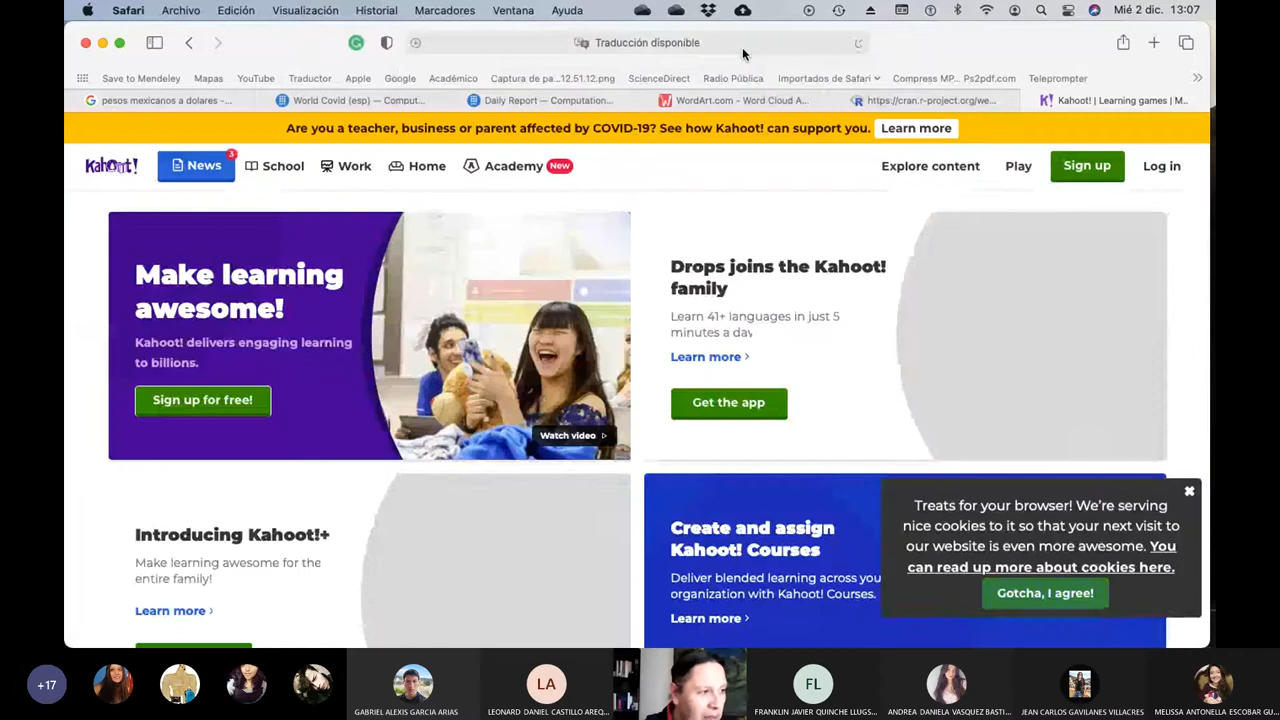 Safari Archivo Edición Visualización Historial Marcadores Ventana Ayuda Mié 2 dic. 13:07
Traducción disponible
Save to Mendeley Mapas YouTube Traductor Apple Google Académico Captura de pa...12.51.12.png ScienceDirect Radio Pública Importados de Safari Compress MP... Ps2pdf.com Teleprompter
pesos mexicanos a dolares -... World Covid (esp) — Comput... Daily Report — Computation... WordArt.com - Word Cloud A... https://cran.r-project.org/we... Kahoot! | Learning games | M...
Are you a teacher, business or parent affected by COVID-19? See how Kahoot! can support you. Learn more
Kahoot! News 3 School Work Home Academy New Explore content Play Sign up Log in
Make learning
awesome!
Kahoot! delivers engaging learning
to billions.
Sign up for free!
Watch video
Drops joins the Kahoot!
family
Learn 41+ languages in just 5
minutes a day
Learn more ›
Get the app
Introducing Kahoot!+
Make learning awesome for the
entire family!
Learn more ›
Create and assign
Kahoot! Courses
Deliver blended learning across you
organization with Kahoot! Courses.
Learn more ›
Treats for your browser! We're serving
nice cookies to it so that your next visit to
our website is even more awesome. You
can read up more about cookies here.
Gotcha, I agree!
+17 LA FL
GABRIEL ALEXIS GARCIA ARIAS LEONARD DANIEL CASTILLO AREQ... FRANKLIN JAVIER QUINCHE LLUGS... ANDREA DANIELA VASQUEZ BASTI... JEAN CARLOS GAVILANES VILLACRES MELISSA ANTONELLA ESCOBAR GU...